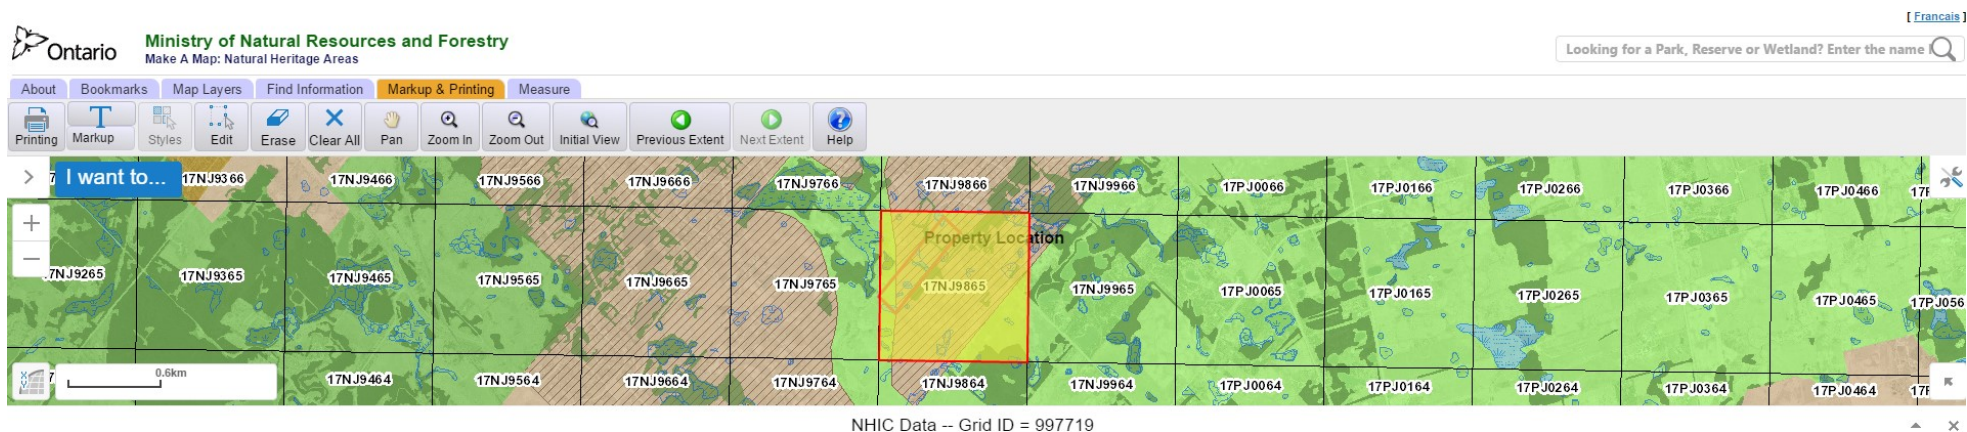 [ Francais ]
Ontario
Ministry of Natural Resources and Forestry
Make A Map: Natural Heritage Areas
Looking for a Park, Reserve or Wetland? Enter the name
About Bookmarks Map Layers Find Information Markup & Printing Measure
Printing Markup Styles Edit Erase Clear All Pan Zoom In Zoom Out Initial View Previous Extent Next Extent Help
I want to... 17NJ9366 17NJ9466 17NJ9566 17NJ9666 17NJ9766 17NJ9866 17NJ9966 17PJ0066 17PJ0166 17PJ0266 17PJ0366 17PJ0466
Property Location
7NJ9265 17NJ9365 17NJ9465 17NJ9565 17NJ9665 17NJ9765 17NJ9865 17NJ9965 17PJ0065 17PJ0165 17PJ0265 17PJ0365 17PJ0465 17PJ056
0.6km
17NJ9464 17NJ9564 17NJ9664 17NJ9764 17NJ9864 17NJ9964 17PJ0064 17PJ0164 17PJ0264 17PJ0364 17PJ0464
NHIC Data -- Grid ID = 997719